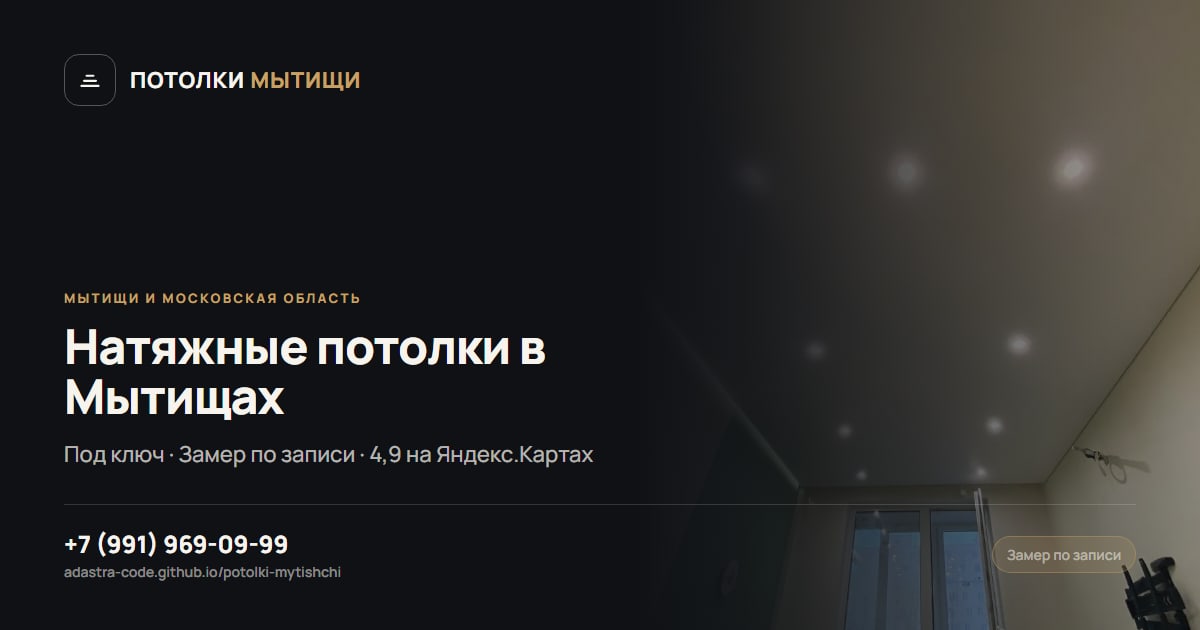 ПОТОЛКИ МЫТИЩИ
МЫТИЩИ И МОСКОВСКАЯ ОБЛАСТЬ
Натяжные потолки в
Мытищах
Под ключ · Замер по записи · 4,9 на Яндекс.Картах
+7 (991) 969-09-99
adastra-code.github.io/potolki-mytishchi
Замер по записи